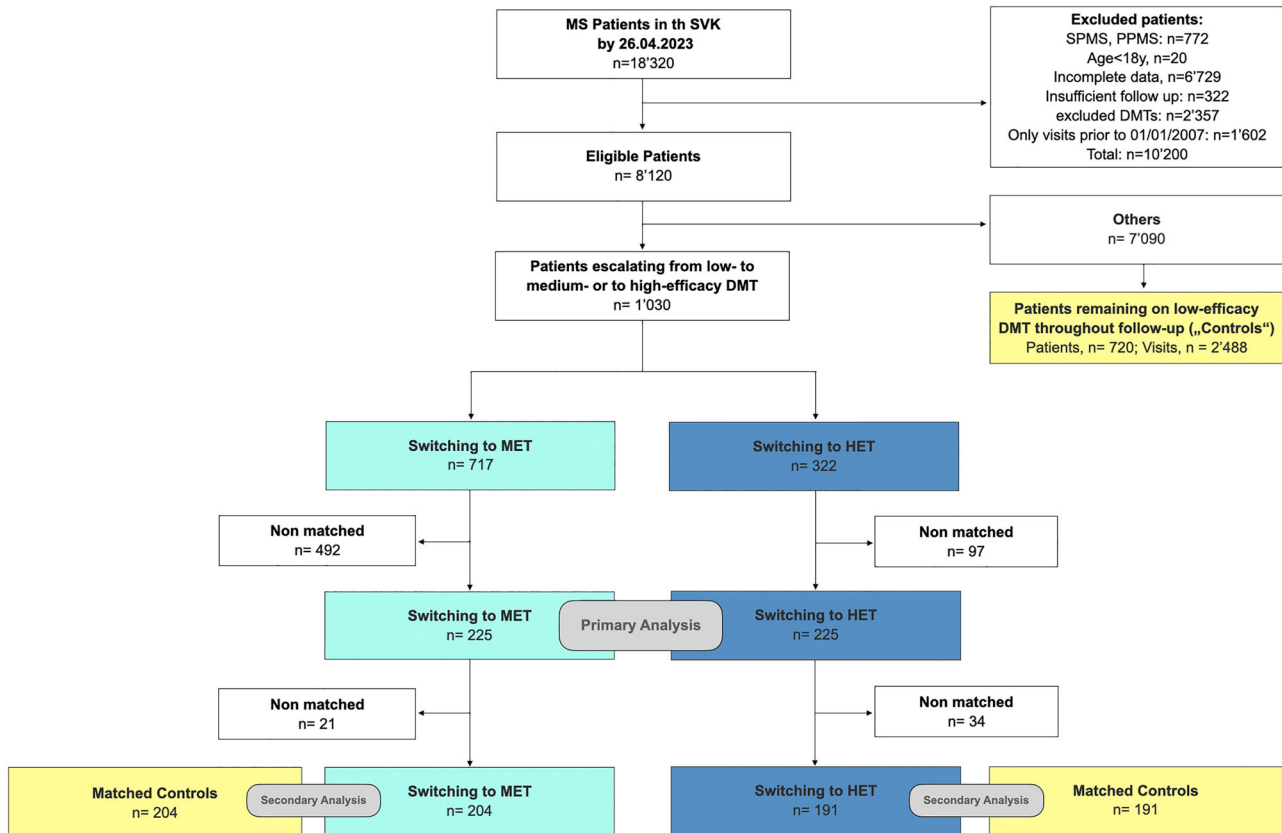 MS Patients in th SVK
by 26.04.2023
n=18'320
Excluded patients:
SPMS, PPMS: n=772
Age<18y, n=20
Incomplete data, n=6'729
Insufficient follow up: n=322
excluded DMTs: n=2'357
Only visits prior to 01/01/2007: n=1'602
Total: n=10'200
Eligible Patients
n= 8'120
Others
n= 7'090
Patients escalating from low- to
medium- or to high-efficacy DMT
n= 1'030
Patients remaining on low-efficacy
DMT throughout follow-up („Controls“)
Patients, n= 720; Visits, n = 2'488
Switching to MET
n= 717
Switching to HET
n= 322
Non matched
n= 492
Non matched
n= 97
Switching to MET
n= 225
Primary Analysis
Switching to HET
n= 225
Non matched
n= 21
Non matched
n= 34
Matched Controls
n= 204
Secondary Analysis
Switching to MET
n= 204
Switching to HET
n= 191
Secondary Analysis
Matched Controls
n= 191